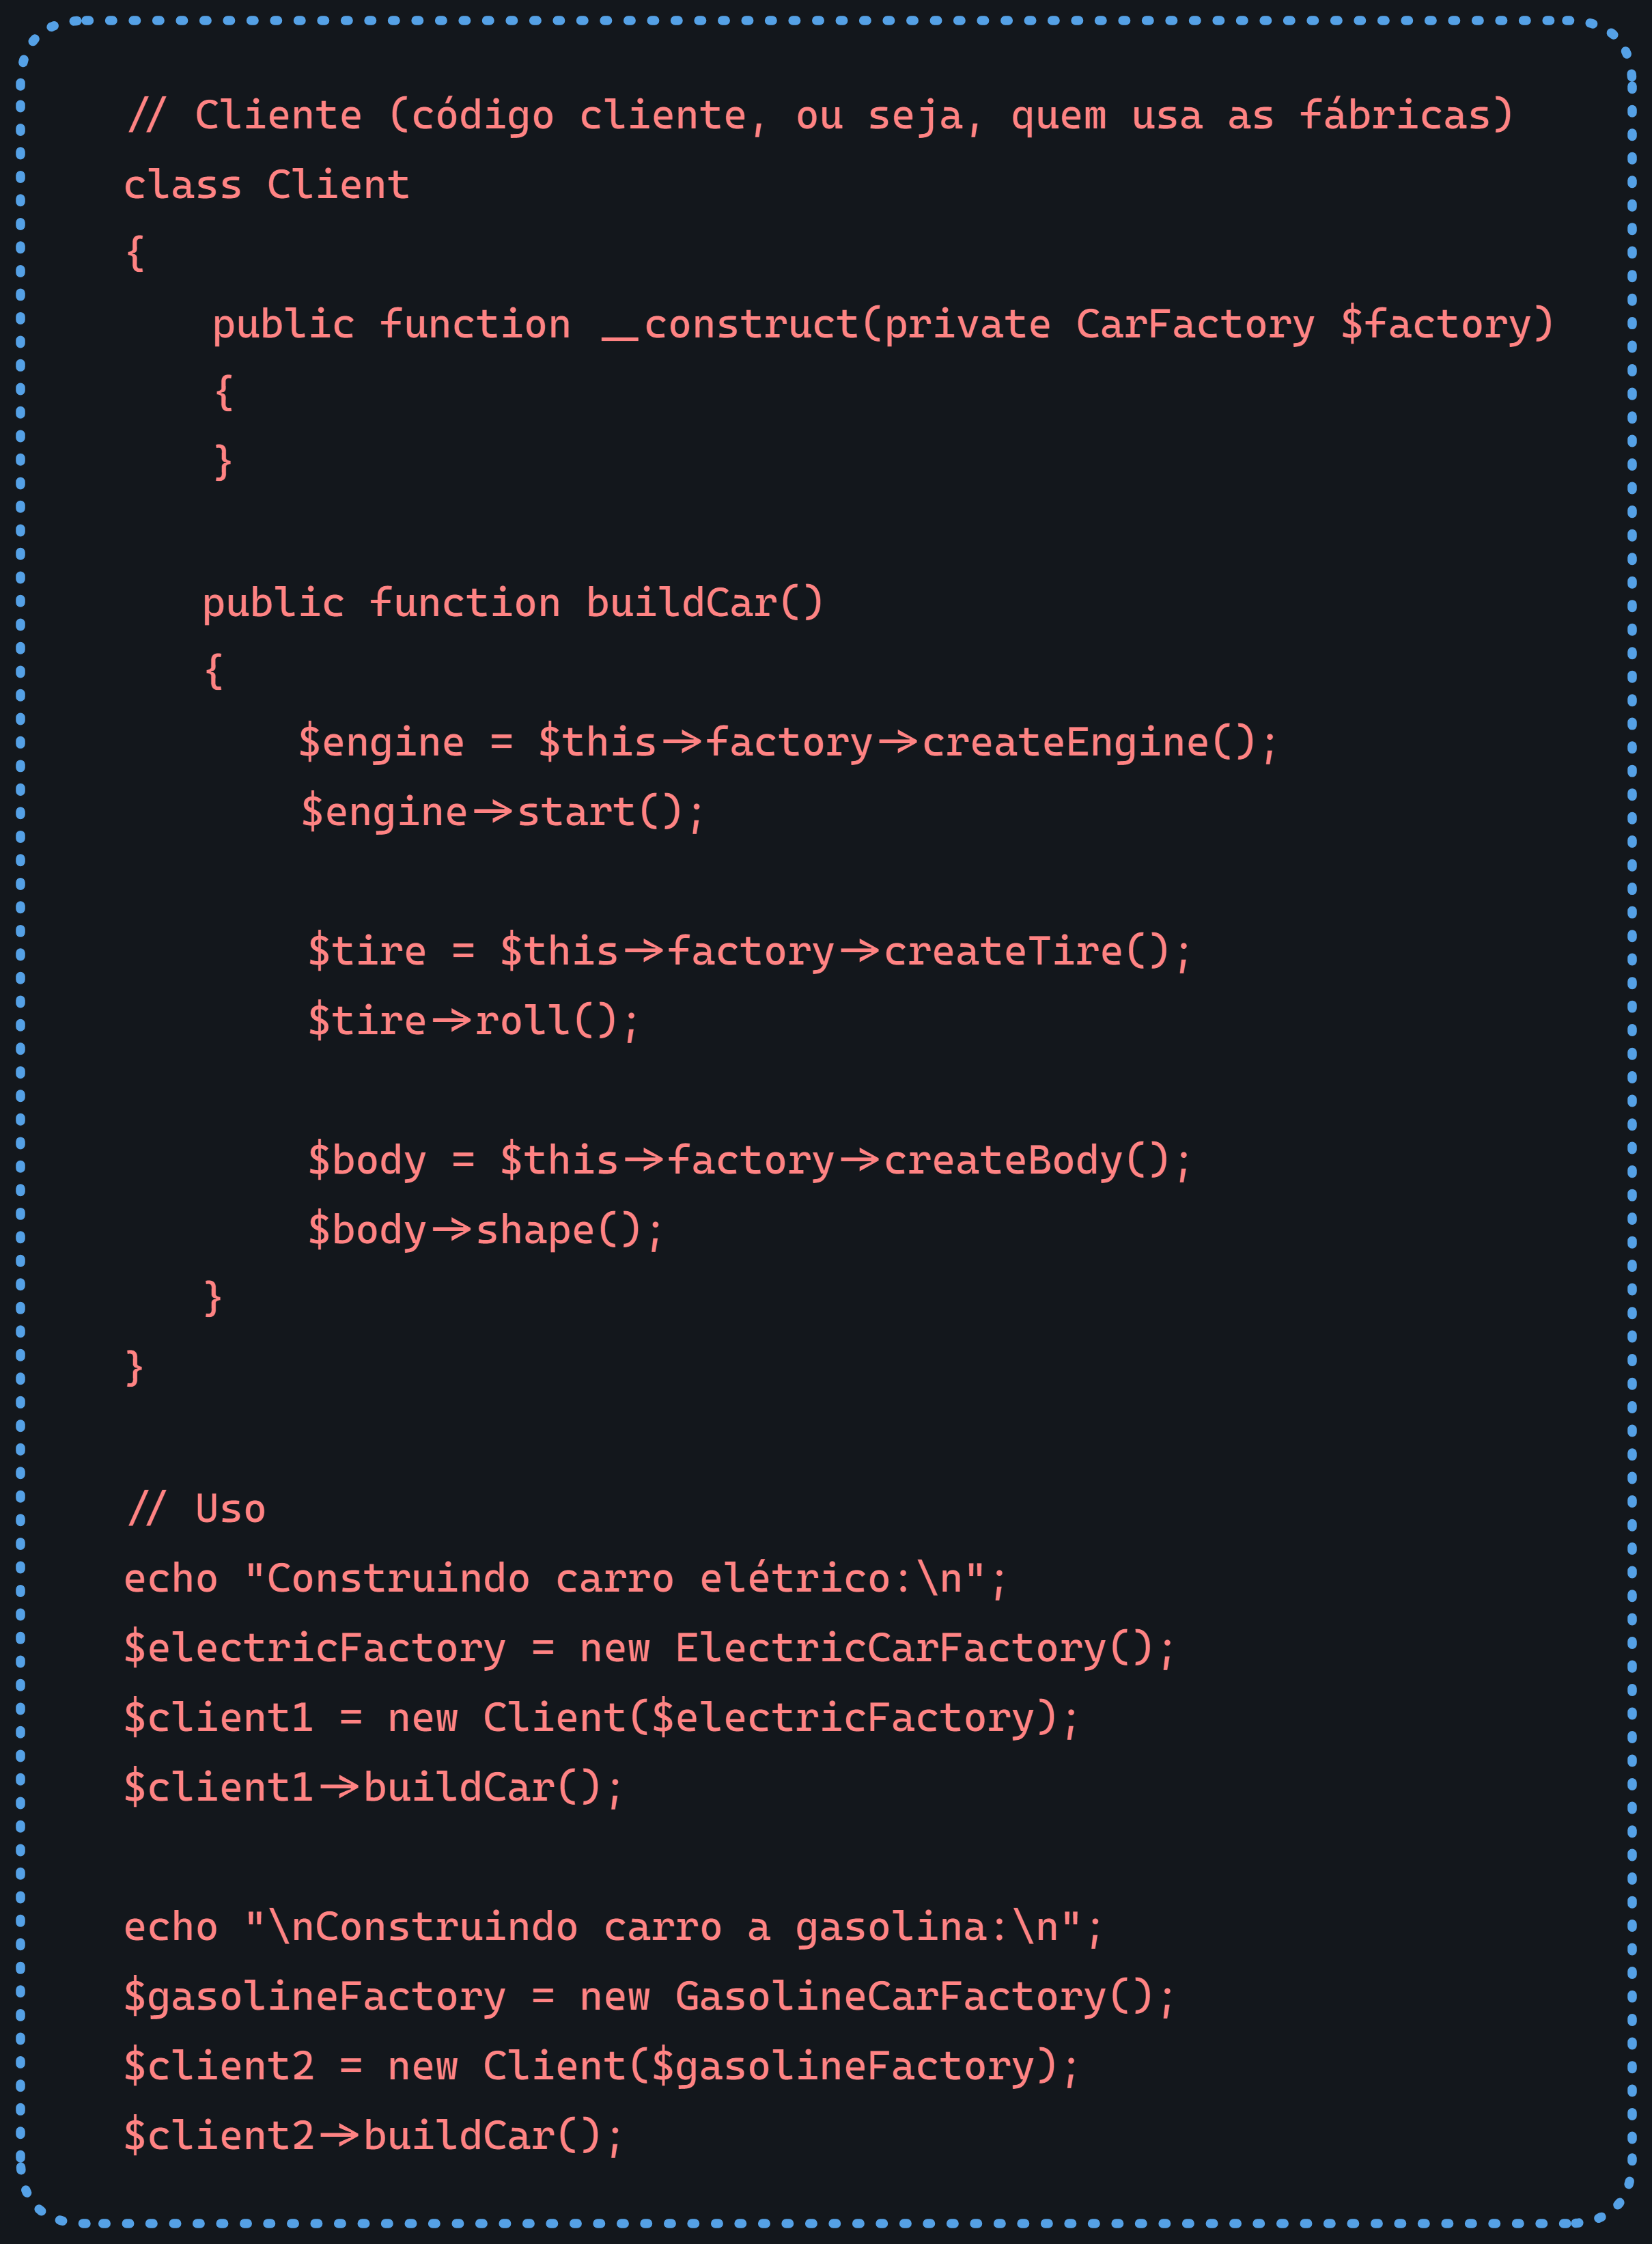 // Cliente (código cliente, ou seja, quem usa as fábricas)
class Client
{
    public function __construct(private CarFactory $factory)
    {
    }

    public function buildCar()
    {
        $engine = $this->factory->createEngine();
        $engine->start();

        $tire = $this->factory->createTire();
        $tire->roll();

        $body = $this->factory->createBody();
        $body->shape();
    }
}

// Uso
echo "Construindo carro elétrico:\n";
$electricFactory = new ElectricCarFactory();
$client1 = new Client($electricFactory);
$client1->buildCar();

echo "\nConstruindo carro a gasolina:\n";
$gasolineFactory = new GasolineCarFactory();
$client2 = new Client($gasolineFactory);
$client2->buildCar();